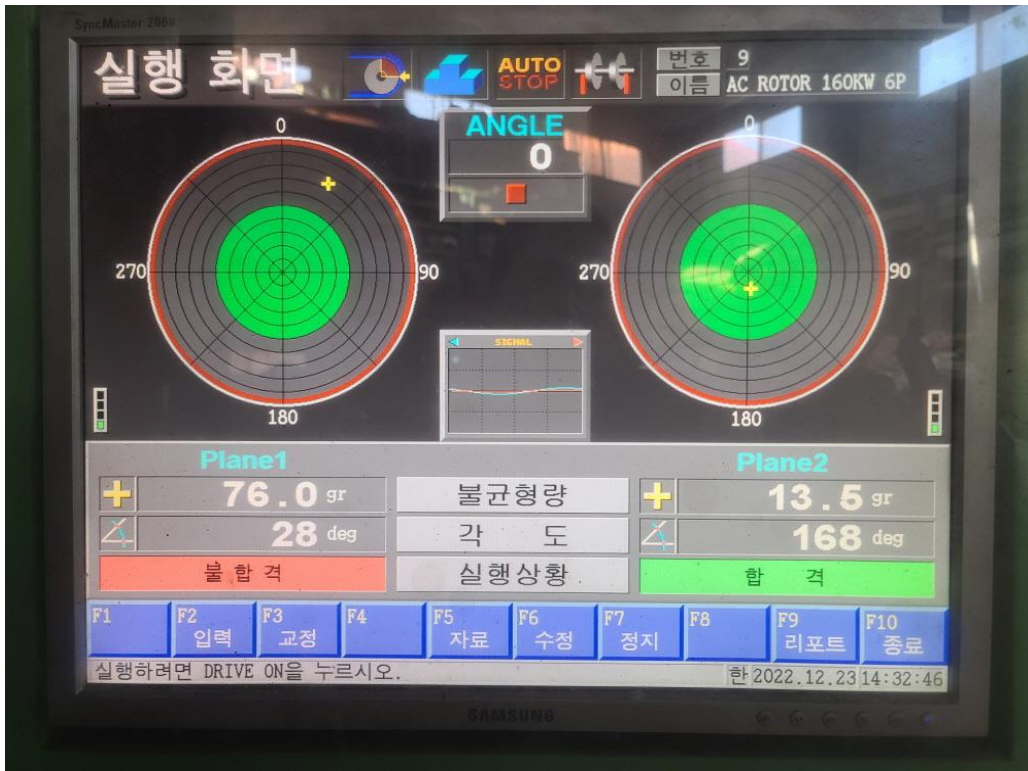 SyncMaster 206
실행 화면
AUTO
STOP
번호 9
이름 AC ROTOR 160KW 6P
ANGLE
0
0
90
180
270
0
90
180
270
SIGNAL
Plane1
Plane2
76.0 gr
불균형량
13.5 gr
28 deg
각 도
168 deg
불합격
실행상황
합 격
F1
F2 입력
F3 교정
F4
F5 자료
F6 수정
F7 정지
F8
F9 리포트
F10 종료
실행하려면 DRIVE ON을 누르시오.
한 2022.12.23 14:32:46
SAMSUNG